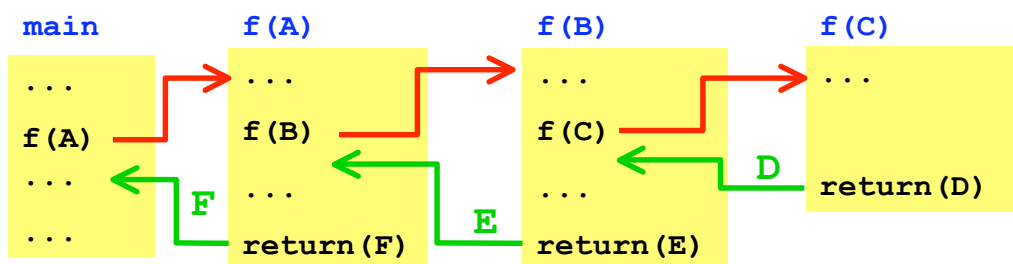 main
...
f(A)
...
...
f(A)
...
f(B)
...
return(F)
F
f(B)
...
f(C)
...
return(E)
E
f(C)
...
return(D)
D